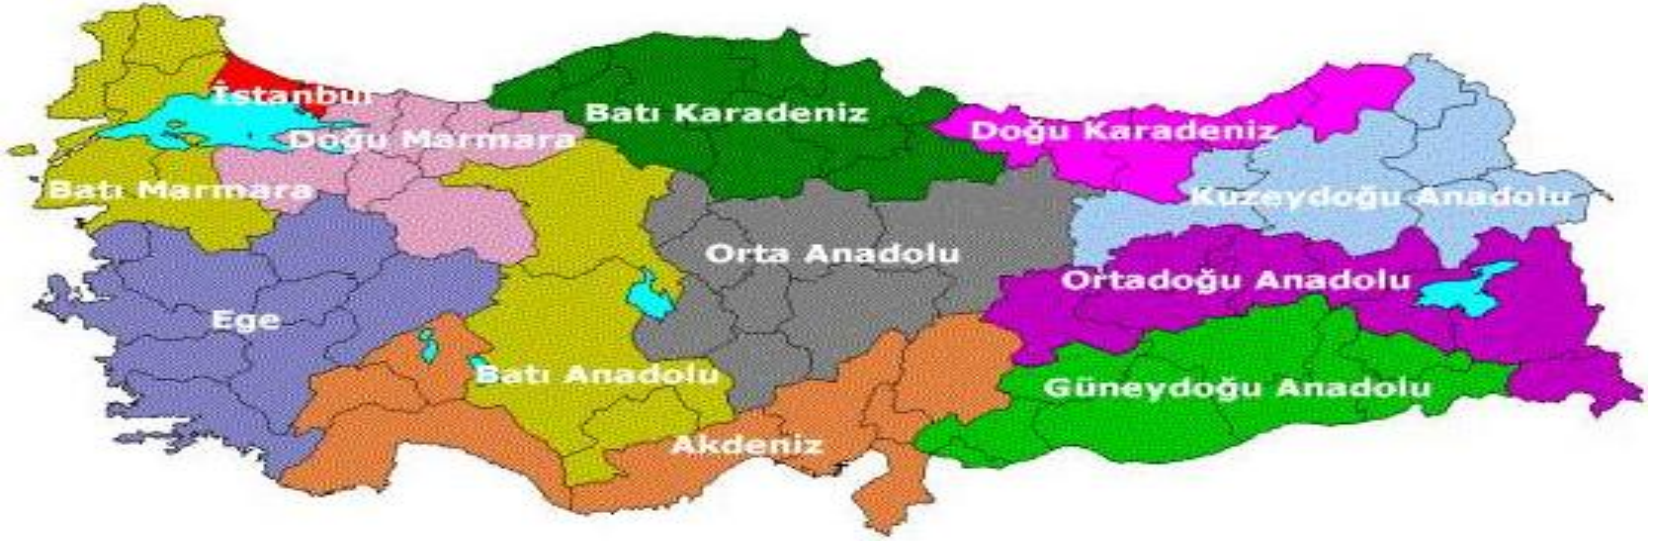 İstanbul
Batı Karadeniz
Doğu Karadeniz
Doğu Marmara
Batı Marmara
Kuzeydoğu Anadolu
Orta Anadolu
Ortadoğu Anadolu
Ege
Batı Anadolu
Güneydoğu Anadolu
Akdeniz